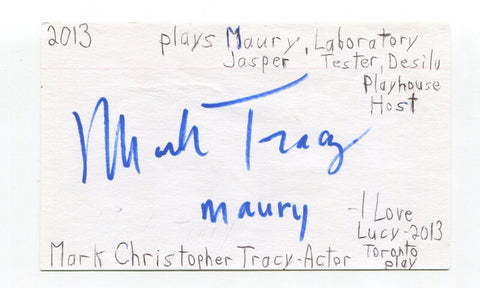 2013
plays Maury, Laboratory
Jasper Tester, Desilu
Playhouse
Host
Mark Tracy
Maury
-I Love
Lucy-2013
Toronto
play
Mark Christopher Tracy-Actor